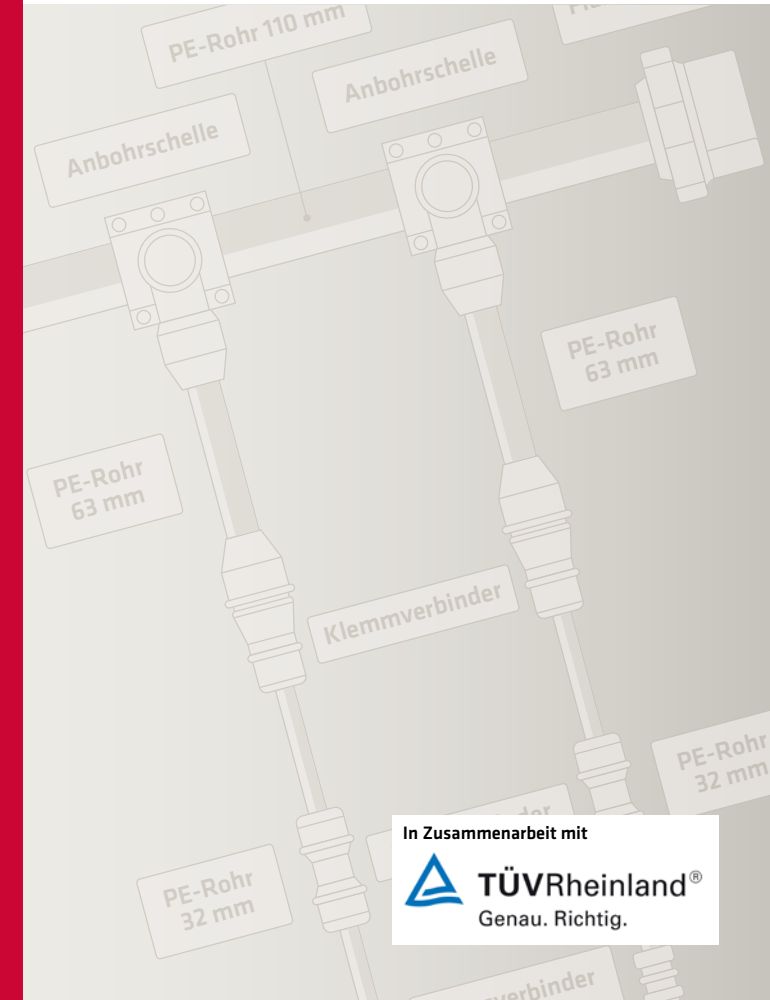 PE-Rohr 110 mm
Anbohrschelle
Anbohrschelle
PE-Rohr
63 mm
PE-Rohr
63 mm
Klemmverbinder
PE-Rohr
32 mm
In Zusammenarbeit mit
TÜVRheinland®
Genau. Richtig.
PE-Rohr
32 mm